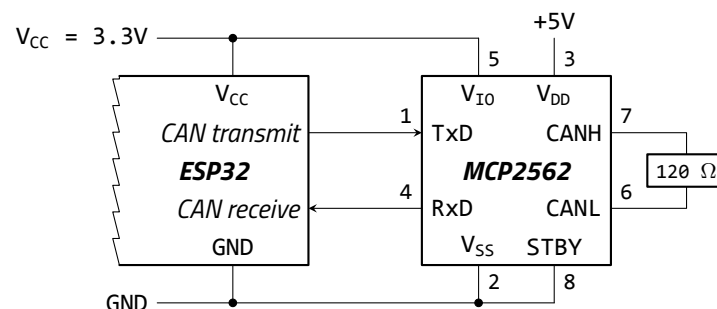 +5V
V_CC = 3.3V
5 3
V_CC V_IO V_DD
1 7
CAN transmit TxD CANH
ESP32 MCP2562 120 Ω
4 6
CAN receive RxD CANL
GND V_SS STBY
2 8
GND